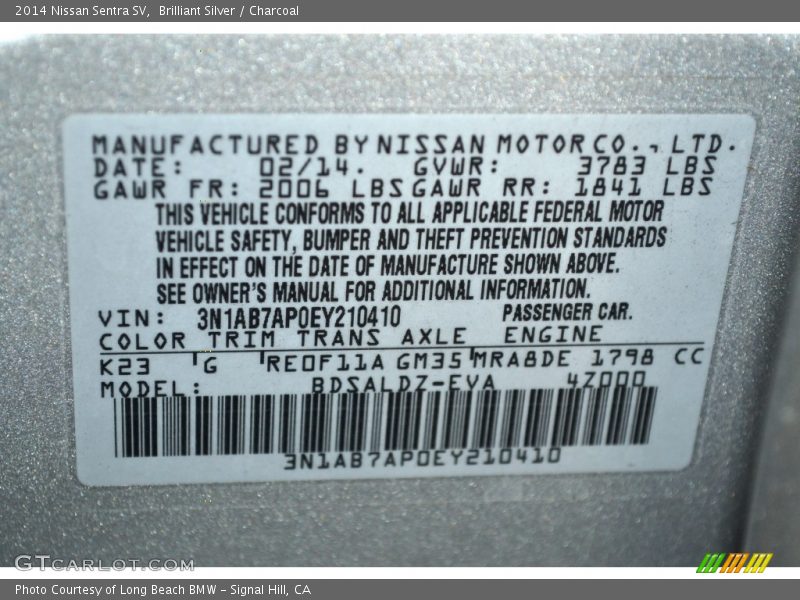 2014 Nissan Sentra SV, Brilliant Silver / Charcoal
MANUFACTURED BY NISSAN MOTOR CO., LTD.
DATE: 02/14. GVWR: 3783 LBS
GAWR FR: 2006 LBS GAWR RR: 1841 LBS
THIS VEHICLE CONFORMS TO ALL APPLICABLE FEDERAL MOTOR
VEHICLE SAFETY, BUMPER AND THEFT PREVENTION STANDARDS
IN EFFECT ON THE DATE OF MANUFACTURE SHOWN ABOVE.
SEE OWNER'S MANUAL FOR ADDITIONAL INFORMATION.
VIN: 3N1AB7AP0EY210410 PASSENGER CAR.
COLOR TRIM TRANS AXLE ENGINE
K23 G RE0F11A GM35 MRA8DE 1798 CC
MODEL: BDSALDZ-EVA 4Z000
3N1AB7AP0EY210410
GTCARLOT.COM
Photo Courtesy of Long Beach BMW - Signal Hill, CA